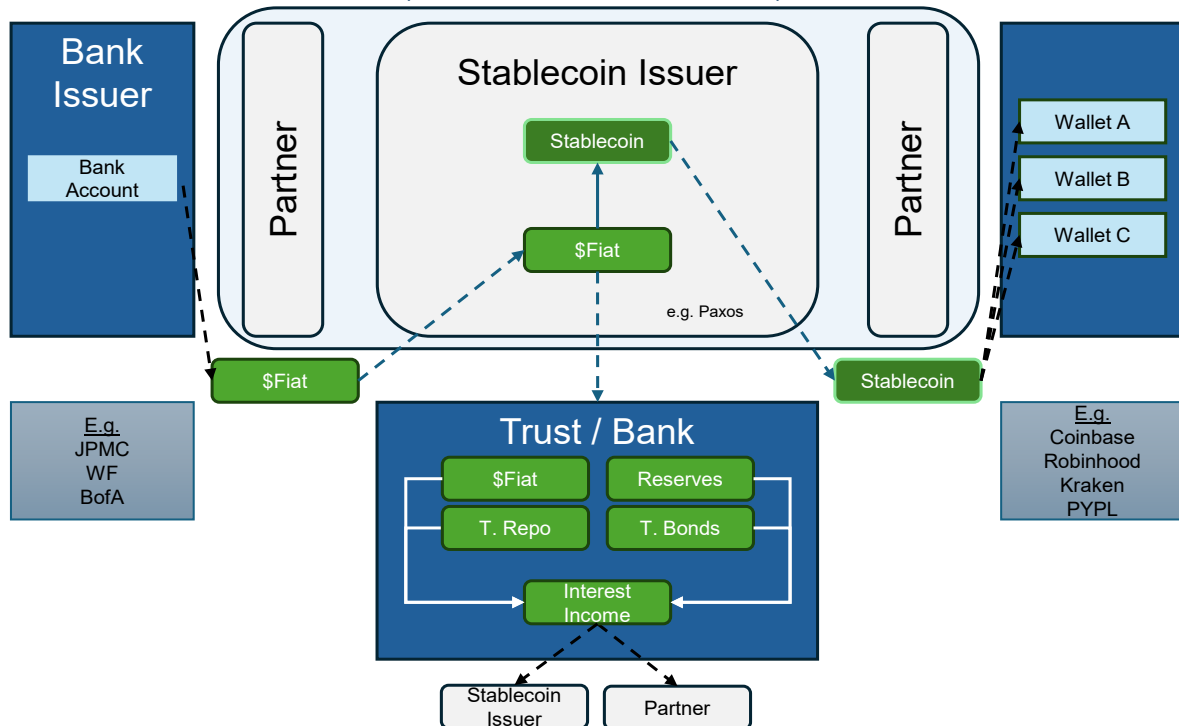 Bank
Issuer
Bank
Account
Partner
Stablecoin Issuer
Stablecoin
$Fiat
e.g. Paxos
Partner
Wallet A
Wallet B
Wallet C
$Fiat
Stablecoin
E.g.
JPMC
WF
BofA
Trust / Bank
$Fiat
Reserves
T. Repo
T. Bonds
Interest
Income
E.g.
Coinbase
Robinhood
Kraken
PYPL
Stablecoin
Issuer
Partner